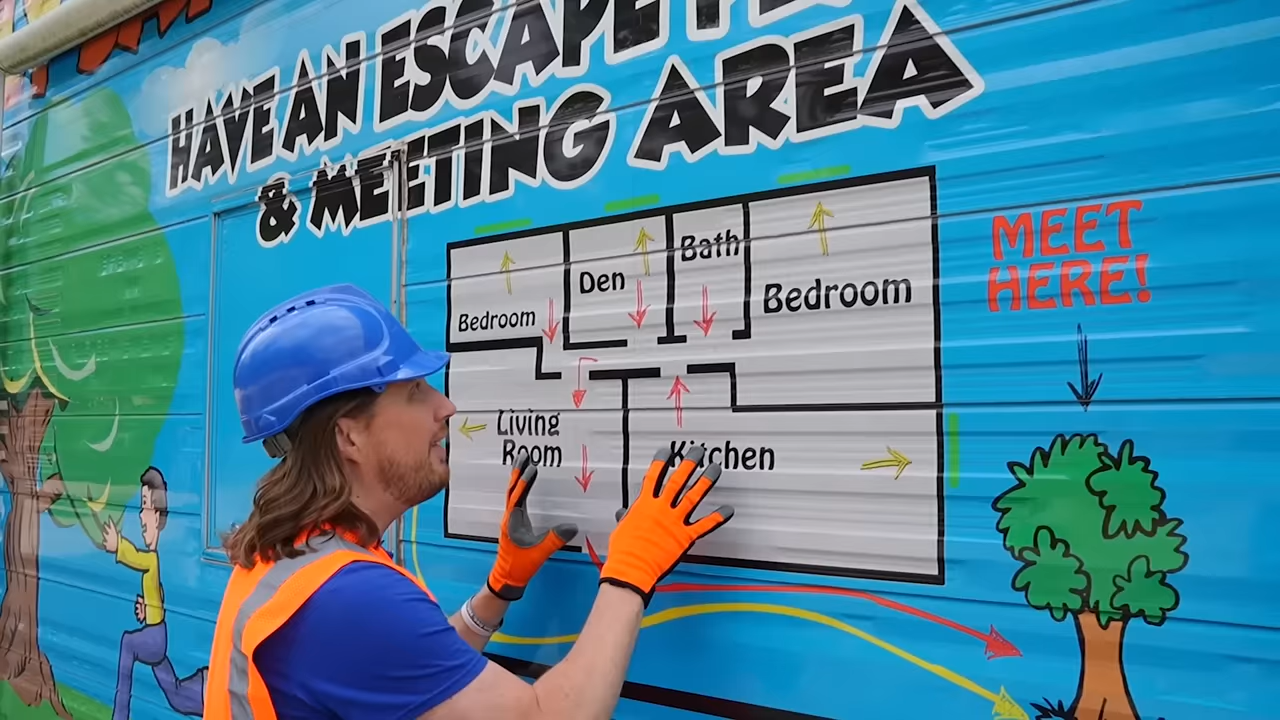 HAVE AN ESCAPE
& MEETING AREA
Bath
Den
Bedroom
Bedroom
MEET
HERE!
Living
Room
Kitchen